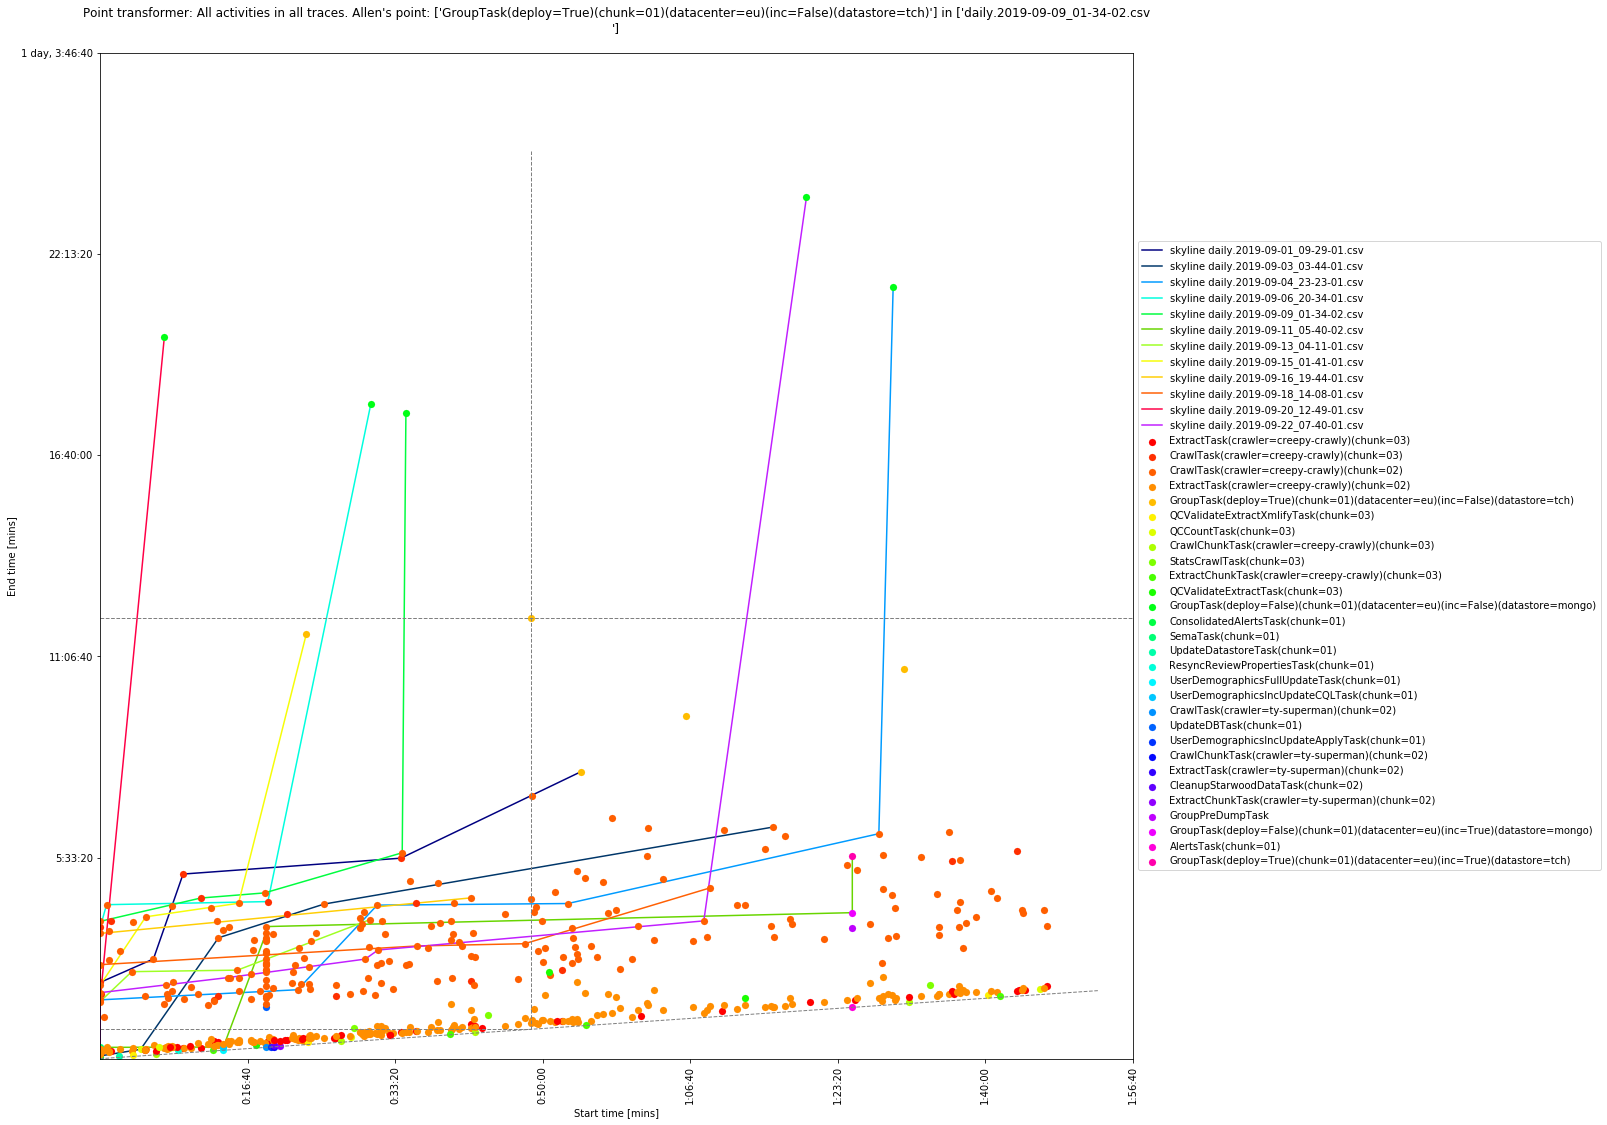 Point transformer: All activities in all traces. Allen's point: ['GroupTask(deploy=True)(chunk=01)(datacenter=eu)(inc=False)(datastore=tch)'] in ['daily.2019-09-09_01-34-02.csv
']
1 day, 3:46:40
22:13:20
16:40:00
11:06:40
5:33:20
End time [mins]
0:16:40
0:33:20
0:50:00
1:06:40
1:23:20
1:40:00
1:56:40
Start time [mins]
skyline daily.2019-09-01_09-29-01.csv
skyline daily.2019-09-03_03-44-01.csv
skyline daily.2019-09-04_23-23-01.csv
skyline daily.2019-09-06_20-34-01.csv
skyline daily.2019-09-09_01-34-02.csv
skyline daily.2019-09-11_05-40-02.csv
skyline daily.2019-09-13_04-11-01.csv
skyline daily.2019-09-15_01-41-01.csv
skyline daily.2019-09-16_19-44-01.csv
skyline daily.2019-09-18_14-08-01.csv
skyline daily.2019-09-20_12-49-01.csv
skyline daily.2019-09-22_07-40-01.csv
ExtractTask(crawler=creepy-crawly)(chunk=03)
CrawlTask(crawler=creepy-crawly)(chunk=03)
CrawlTask(crawler=creepy-crawly)(chunk=02)
ExtractTask(crawler=creepy-crawly)(chunk=02)
GroupTask(deploy=True)(chunk=01)(datacenter=eu)(inc=False)(datastore=tch)
QCValidateExtractXmlifyTask(chunk=03)
QCCountTask(chunk=03)
CrawlChunkTask(crawler=creepy-crawly)(chunk=03)
StatsCrawlTask(chunk=03)
ExtractChunkTask(crawler=creepy-crawly)(chunk=03)
QCValidateExtractTask(chunk=03)
GroupTask(deploy=False)(chunk=01)(datacenter=eu)(inc=False)(datastore=mongo)
ConsolidatedAlertsTask(chunk=01)
SemaTask(chunk=01)
UpdateDatastoreTask(chunk=01)
ResyncReviewPropertiesTask(chunk=01)
UserDemographicsFullUpdateTask(chunk=01)
UserDemographicsIncUpdateCQLTask(chunk=01)
CrawlTask(crawler=ty-superman)(chunk=02)
UpdateDBTask(chunk=01)
UserDemographicsIncUpdateApplyTask(chunk=01)
CrawlChunkTask(crawler=ty-superman)(chunk=02)
ExtractTask(crawler=ty-superman)(chunk=02)
CleanupStarwoodDataTask(chunk=02)
ExtractChunkTask(crawler=ty-superman)(chunk=02)
GroupPreDumpTask
GroupTask(deploy=False)(chunk=01)(datacenter=eu)(inc=True)(datastore=mongo)
AlertsTask(chunk=01)
GroupTask(deploy=True)(chunk=01)(datacenter=eu)(inc=True)(datastore=tch)